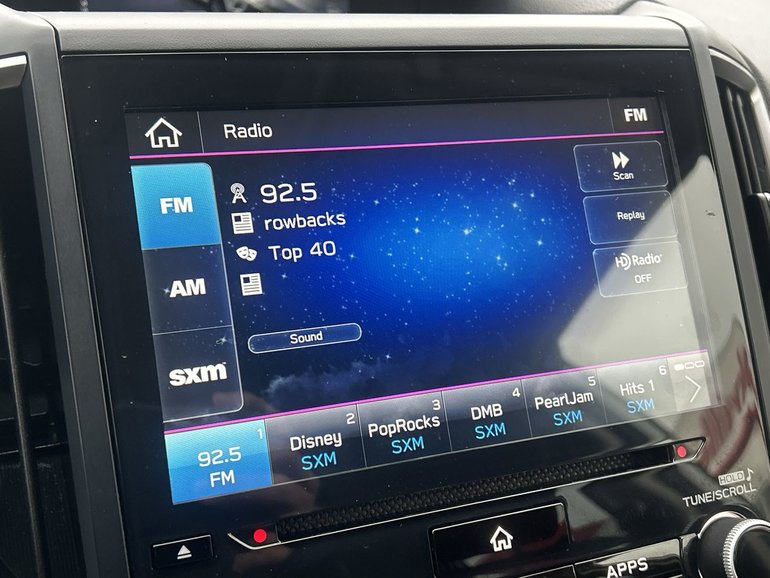 Radio
FM
FM
92.5
Scan
rowbacks
Replay
AM
Top 40
HD Radio
OFF
sxm
Sound
92.5
FM
1
Disney
SXM
2
PopRocks
SXM
3
DMB
SXM
4
PearlJam
SXM
5
Hits 1
SXM
6
HOLD
TUNE/SCROLL
APPS